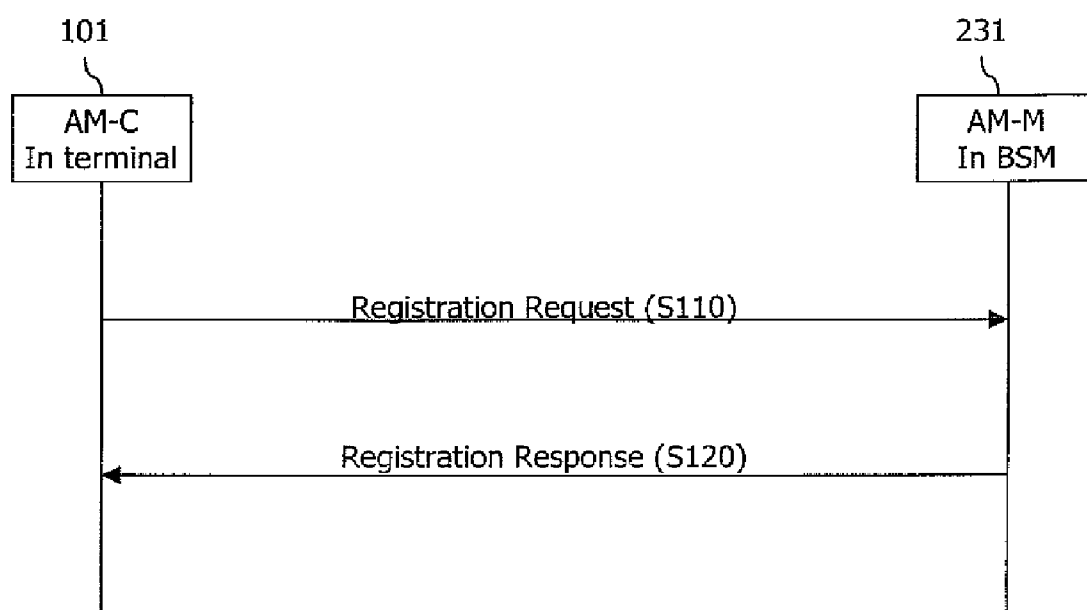 101
231
AM-C
In terminal
AM-M
In BSM
Registration Request (S110)
Registration Response (S120)